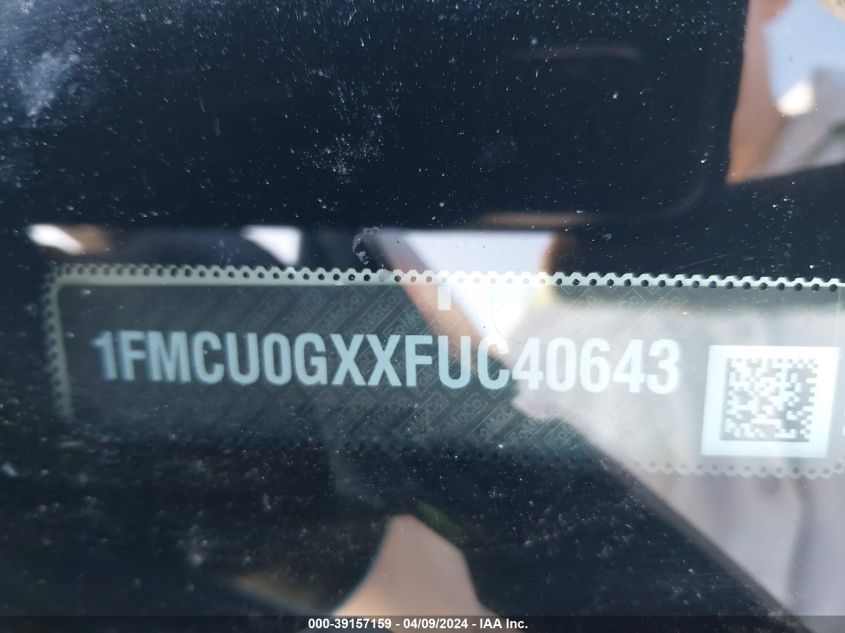 1FMCU0GXXFUC40643
000-39157159 — 04/09/2024 — IAA Inc.